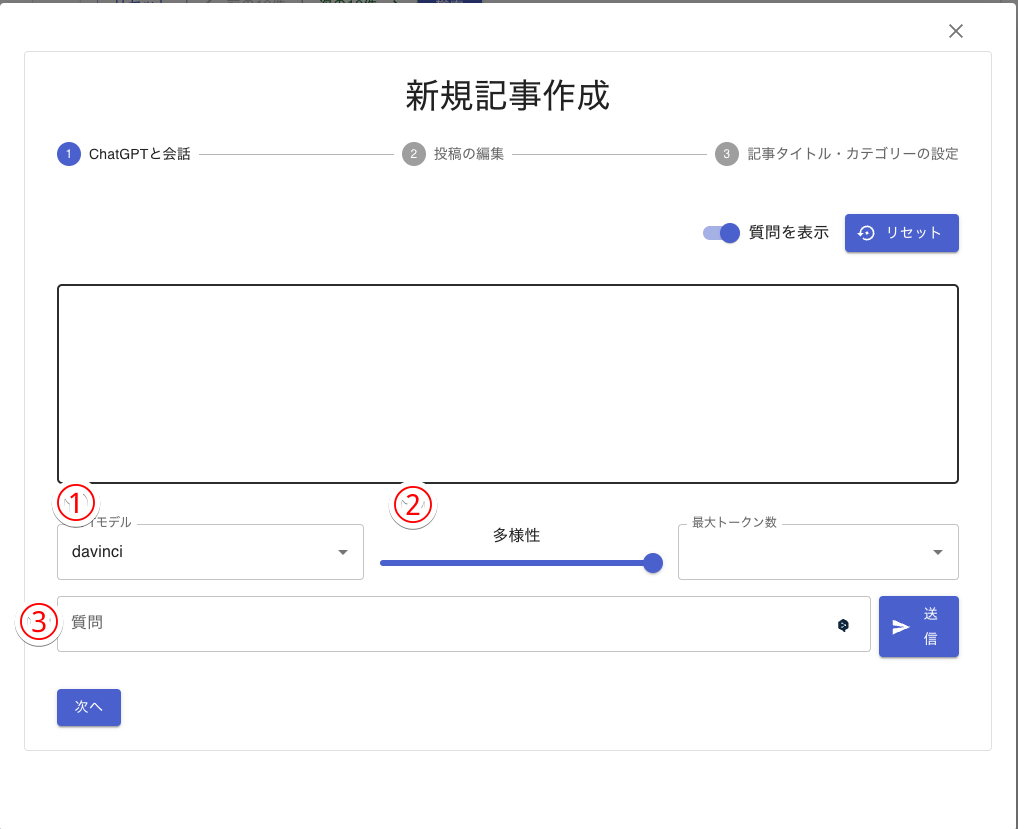 新規記事作成
1 ChatGPTと会話
2 投稿の編集
3 記事タイトル・カテゴリーの設定
質問を表示
リセット
①
②
イモデル
多様性
最大トークン数
davinci
③
質問
送
信
次へ